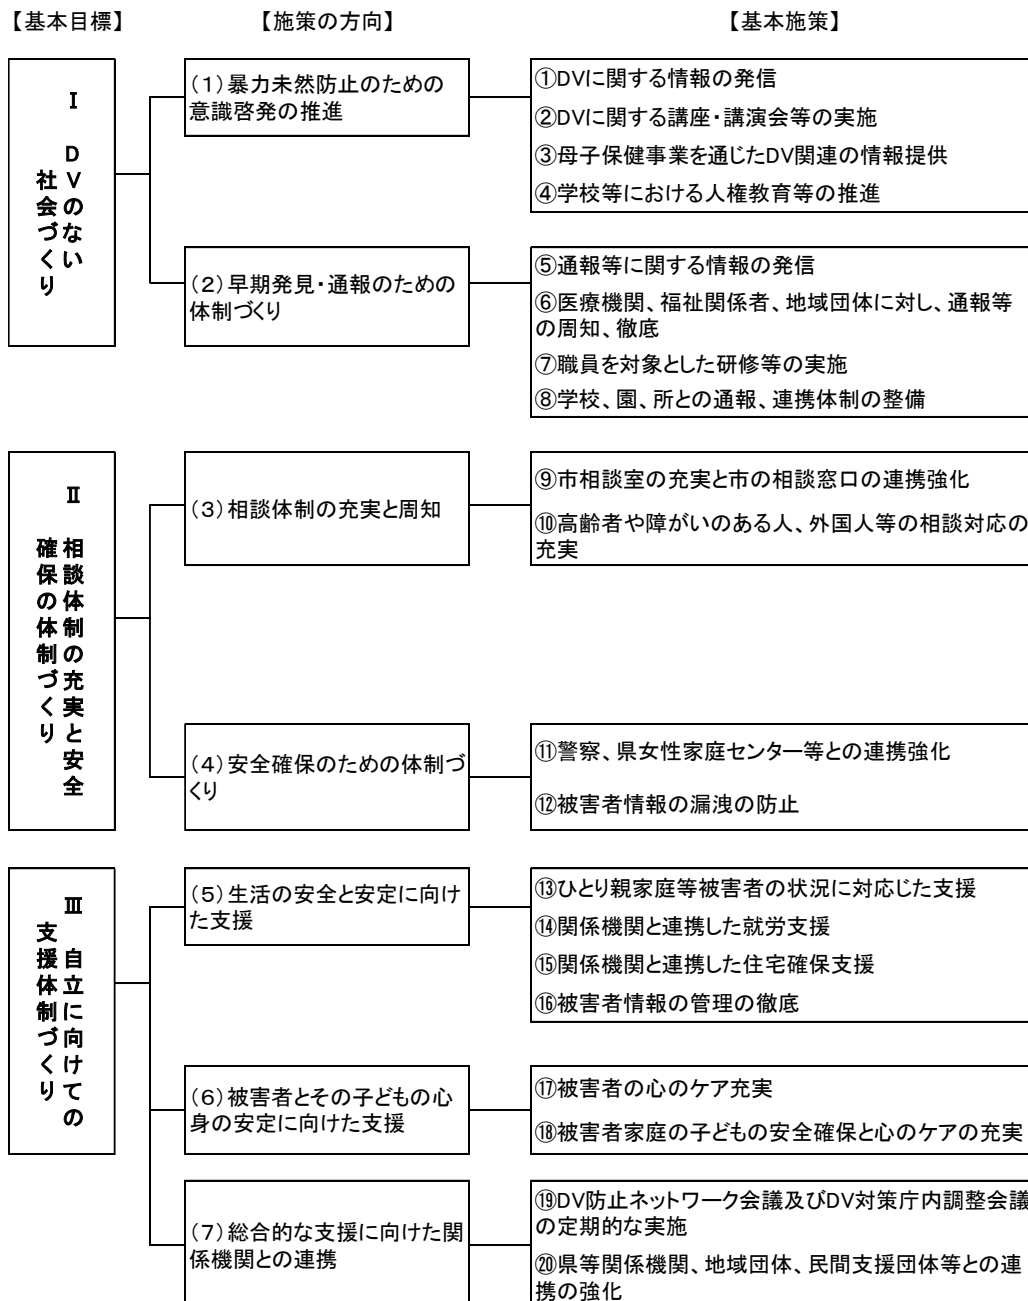 【基本目標】 【施策の方向】 【基本施策】
Ⅰ DVのない
社会づくり
（１）暴力未然防止のための
意識啓発の推進
①DVに関する情報の発信
②DVに関する講座・講演会等の実施
③母子保健事業を通じたDV関連の情報提供
④学校等における人権教育等の推進
（２）早期発見・通報のための
体制づくり
⑤通報等に関する情報の発信
⑥医療機関、福祉関係者、地域団体に対し、通報等
の周知、徹底
⑦職員を対象とした研修等の実施
⑧学校、園、所との通報、連携体制の整備
Ⅱ 相談体制の充実と安全
確保の体制づくり
（３）相談体制の充実と周知
⑨市相談室の充実と市の相談窓口の連携強化
⑩高齢者や障がいのある人、外国人等の相談対応の
充実
（４）安全確保のための体制づ
くり
⑪警察、県女性家庭センター等との連携強化
⑫被害者情報の漏洩の防止
Ⅲ 自立に向けての
支援体制づくり
（５）生活の安全と安定に向け
た支援
⑬ひとり親家庭等被害者の状況に対応じた支援
⑭関係機関と連携した就労支援
⑮関係機関と連携した住宅確保支援
⑯被害者情報の管理の徹底
（６）被害者とその子どもの心
身の安定に向けた支援
⑰被害者の心のケア充実
⑱被害者家庭の子どもの安全確保と心のケアの充実
（７）総合的な支援に向けた関
係機関との連携
⑲DV防止ネットワーク会議及びDV対策庁内調整会議
の定期的な実施
⑳県等関係機関、地域団体、民間支援団体等との連
携の強化